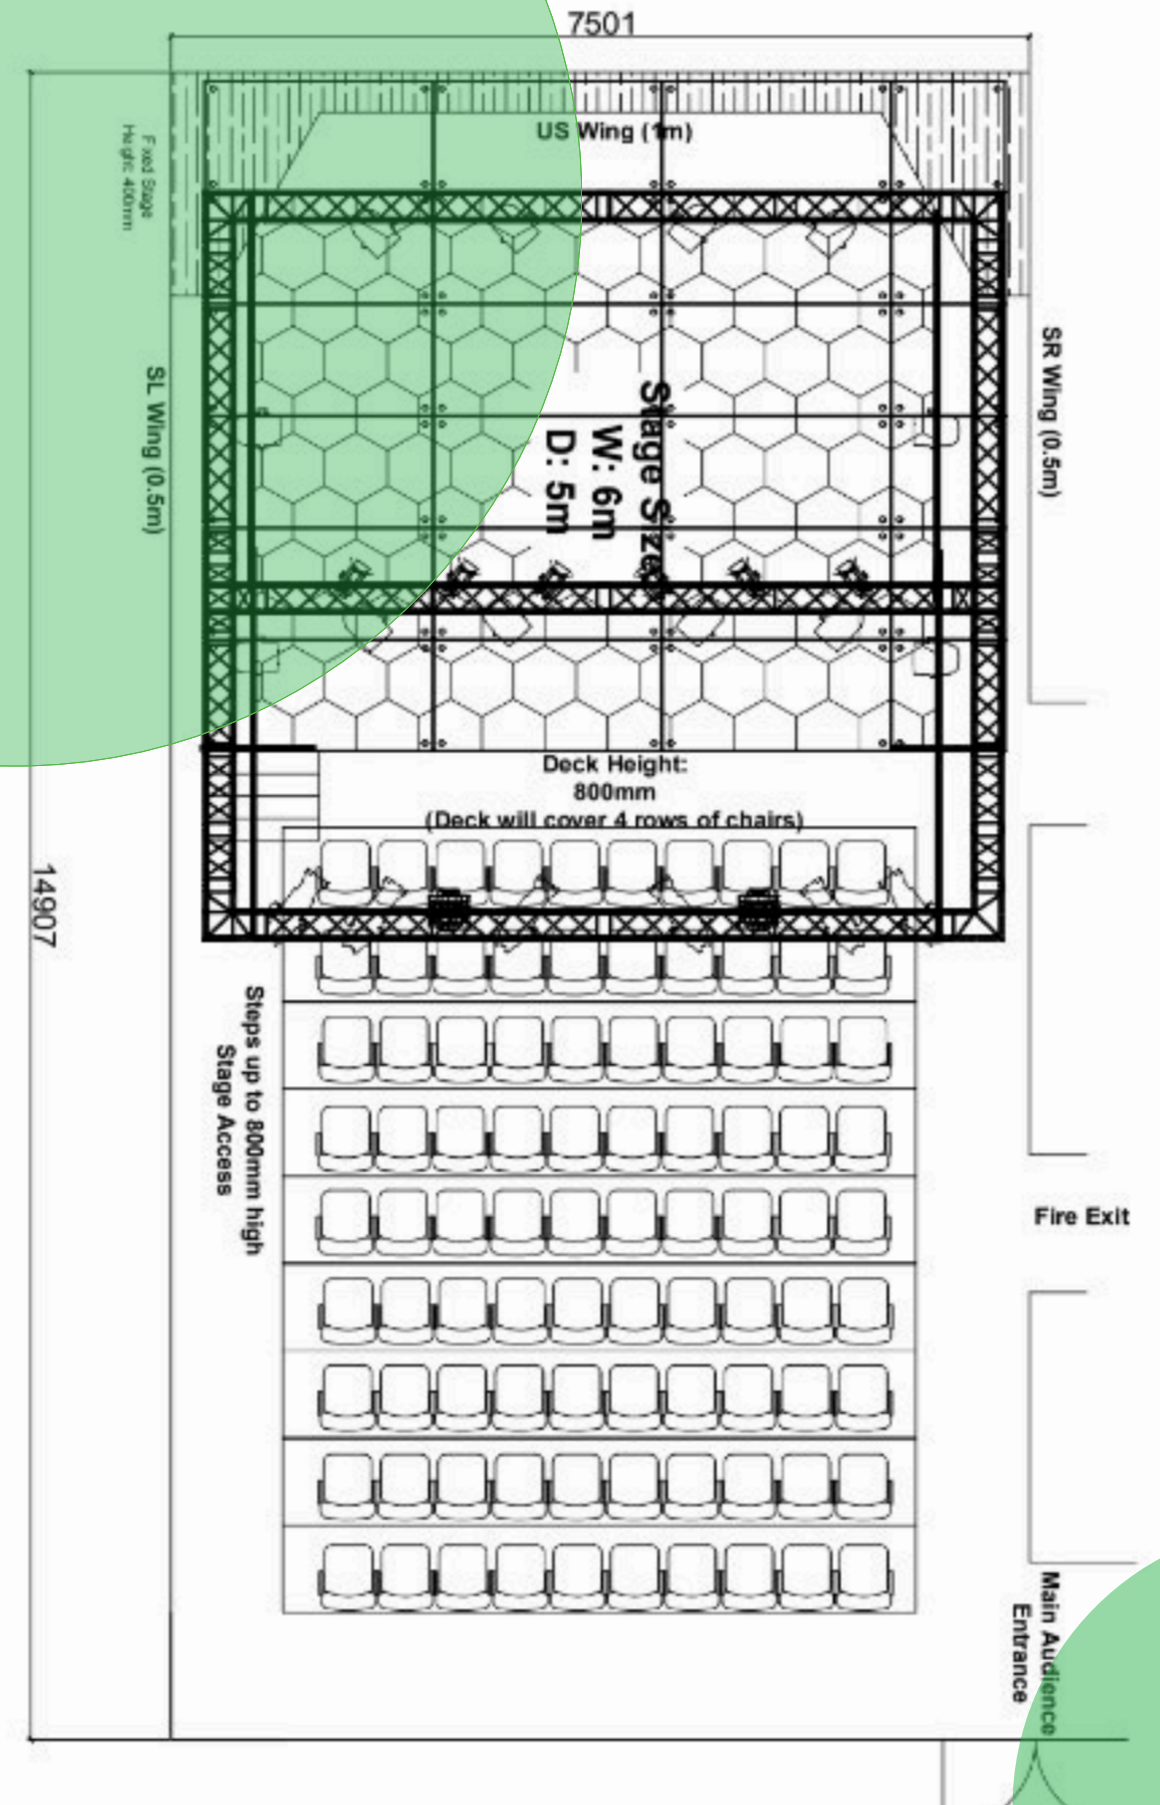 7501
US Wing (1m)
Fixed Stage
Height: 400mm
SL Wing (0.5m)
SR Wing (0.5m)
Stage Size
W: 6m
D: 5m
Deck Height:
800mm
(Deck will cover 4 rows of chairs)
14907
Steps up to 800mm high
Stage Access
Fire Exit
Main Audience
Entrance